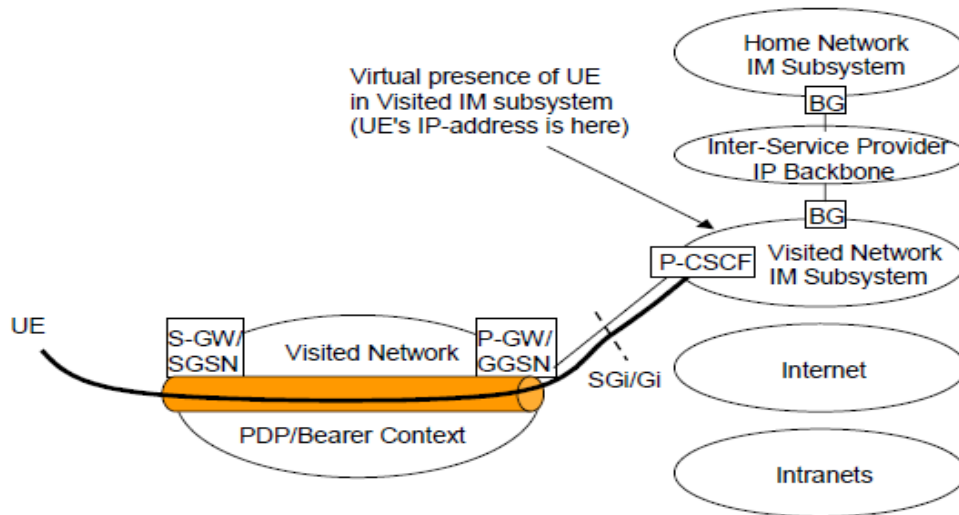 Home Network
IM Subsystem
BG
Virtual presence of UE
in Visited IM subsystem
(UE's IP-address is here)
Inter-Service Provider
IP Backbone
BG
P-CSCF
Visited Network
IM Subsystem
UE
S-GW/
SGSN
Visited Network
P-GW/
GGSN
SGi/Gi
Internet
PDP/Bearer Context
Intranets